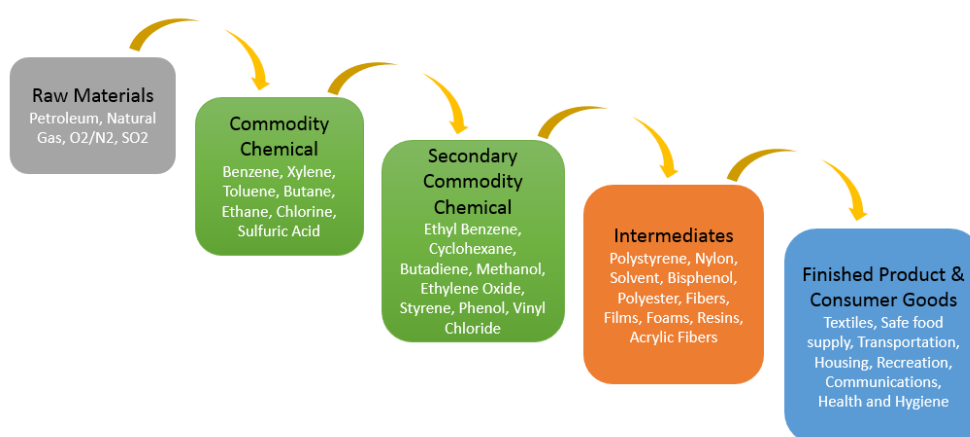 Raw Materials
Petroleum, Natural
Gas, O2/N2, SO2
Commodity
Chemical
Benzene, Xylene,
Toluene, Butane,
Ethane, Chlorine,
Sulfuric Acid
Secondary
Commodity
Chemical
Ethyl Benzene,
Cyclohexane,
Butadiene, Methanol,
Ethylene Oxide,
Styrene, Phenol, Vinyl
Chloride
Intermediates
Polystyrene, Nylon,
Solvent, Bisphenol,
Polyester, Fibers,
Films, Foams, Resins,
Acrylic Fibers
Finished Product &
Consumer Goods
Textiles, Safe food
supply, Transportation,
Housing, Recreation,
Communications,
Health and Hygiene